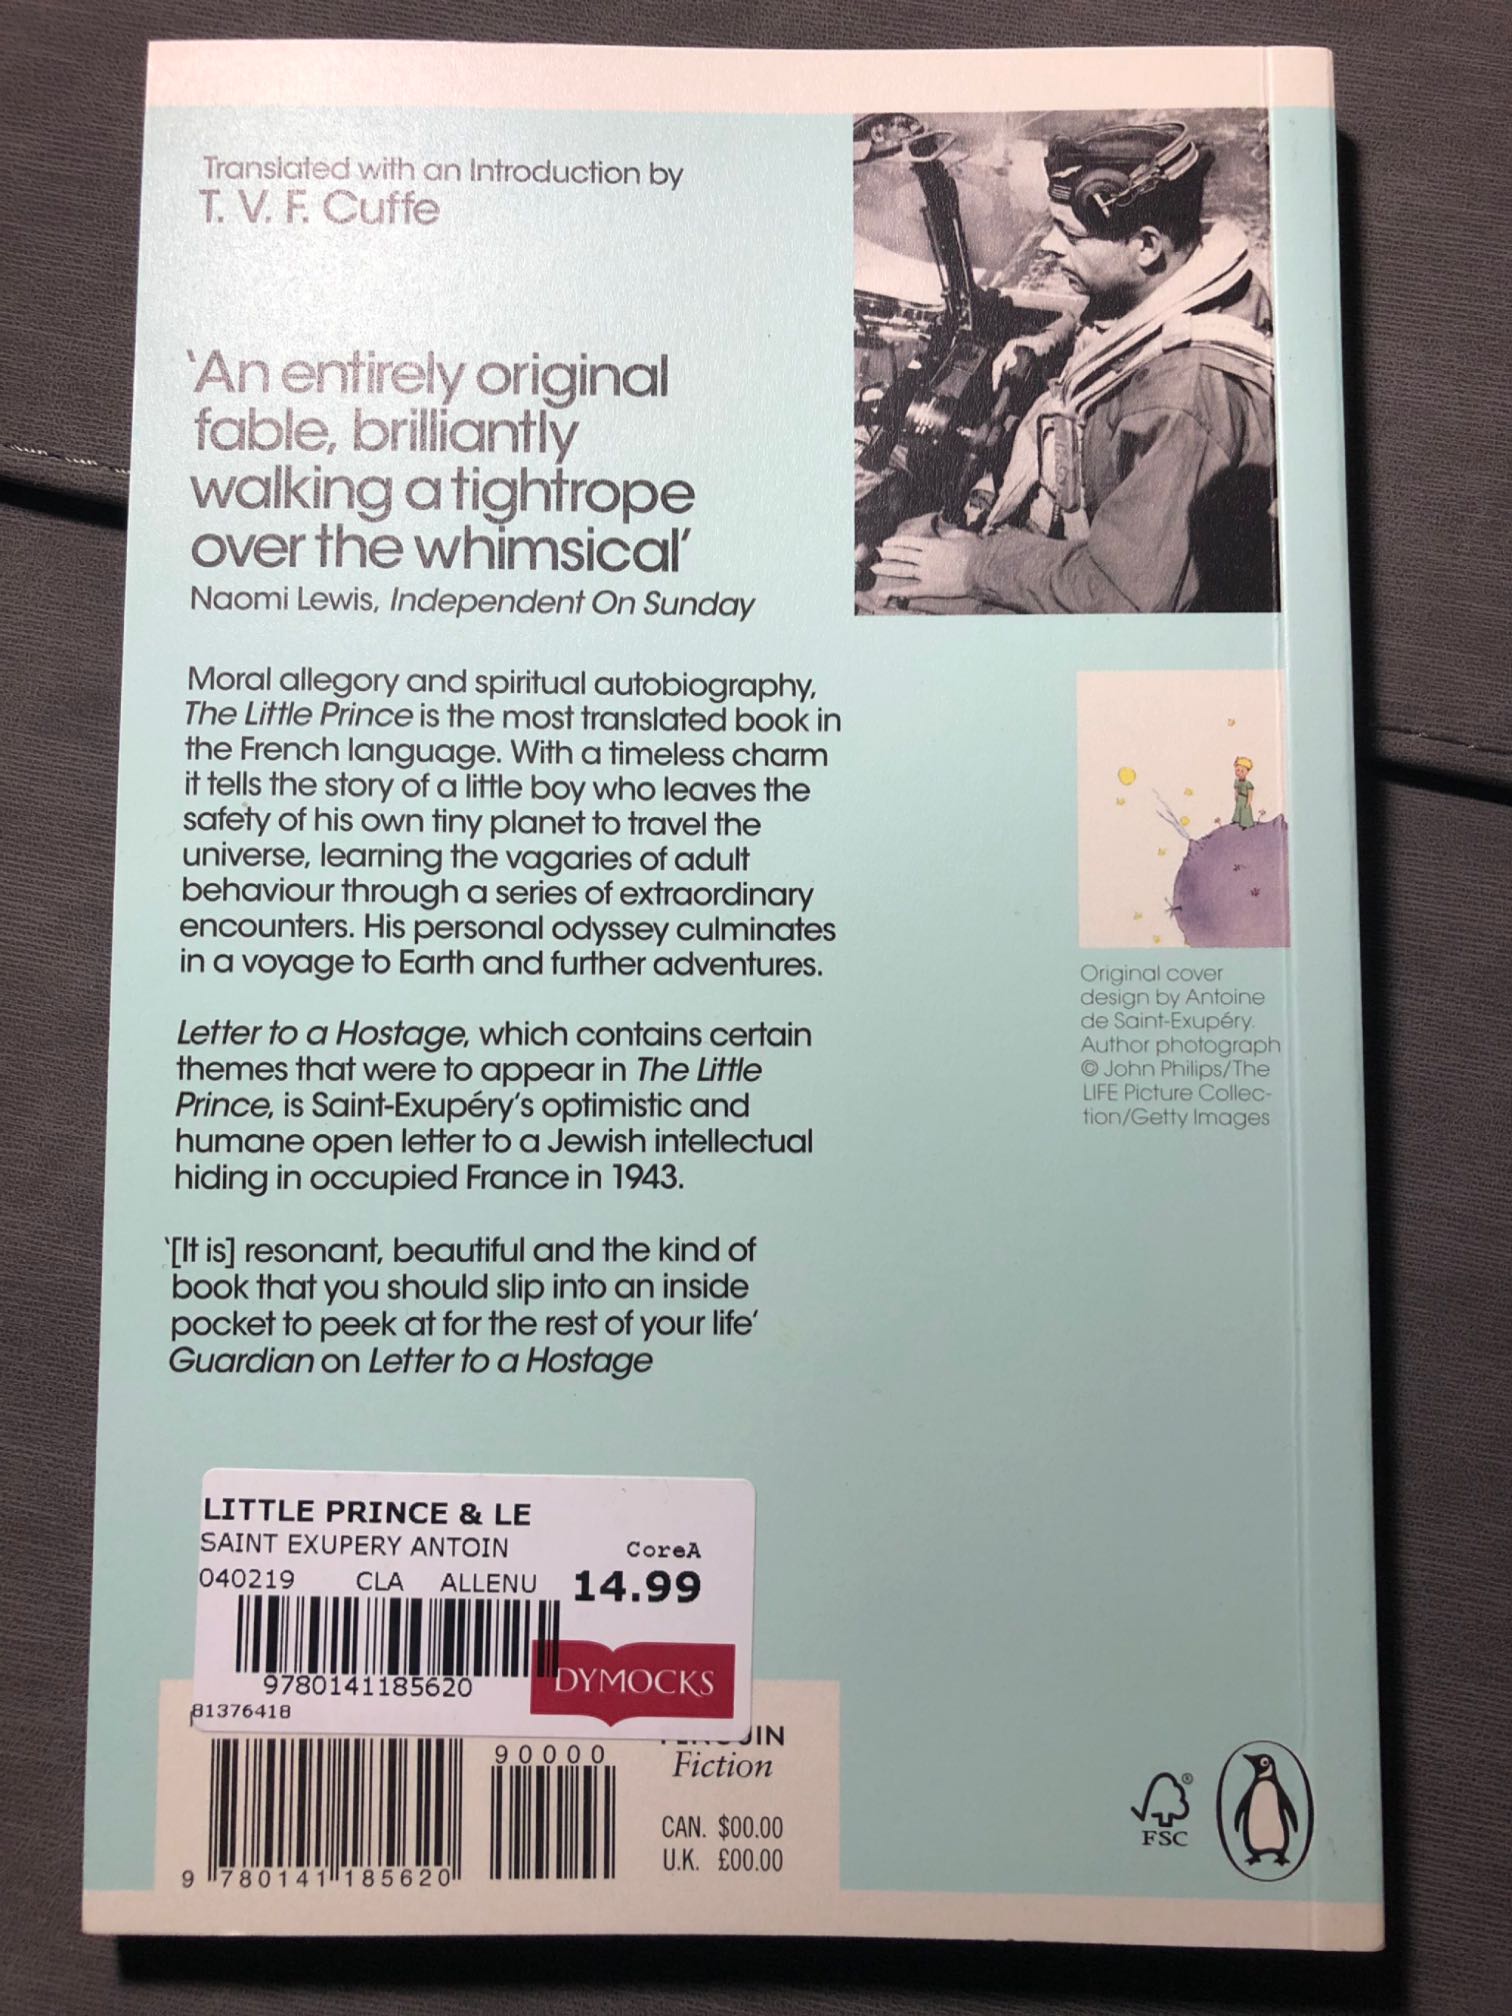 Translated with an Introduction by
T. V. F. Cuffe
‘An entirely original
fable, brilliantly
walking a tightrope
over the whimsical’
Naomi Lewis, Independent On Sunday
Moral allegory and spiritual autobiography,
The Little Prince is the most translated book in
the French language. With a timeless charm
it tells the story of a little boy who leaves the
safety of his own tiny planet to travel the
universe, learning the vagaries of adult
behaviour through a series of extraordinary
encounters. His personal odyssey culminates
in a voyage to Earth and further adventures.
Letter to a Hostage, which contains certain
themes that were to appear in The Little
Prince, is Saint-Exupéry’s optimistic and
humane open letter to a Jewish intellectual
hiding in occupied France in 1943.
‘[It is] resonant, beautiful and the kind of
book that you should slip into an inside
pocket to peek at for the rest of your life’
Guardian on Letter to a Hostage
Original cover
design by Antoine
de Saint-Exupéry.
Author photograph
© John Philips/The
LIFE Picture Collec-
tion/Getty Images
LITTLE PRINCE & LE
SAINT EXUPERY ANTOIN CoreA
040219 CLA ALLENU 14.99
9780141185620
DYMOCKS
81376418
90000
Fiction
CAN. $00.00
U.K. £00.00
9 780141 185620
FSC